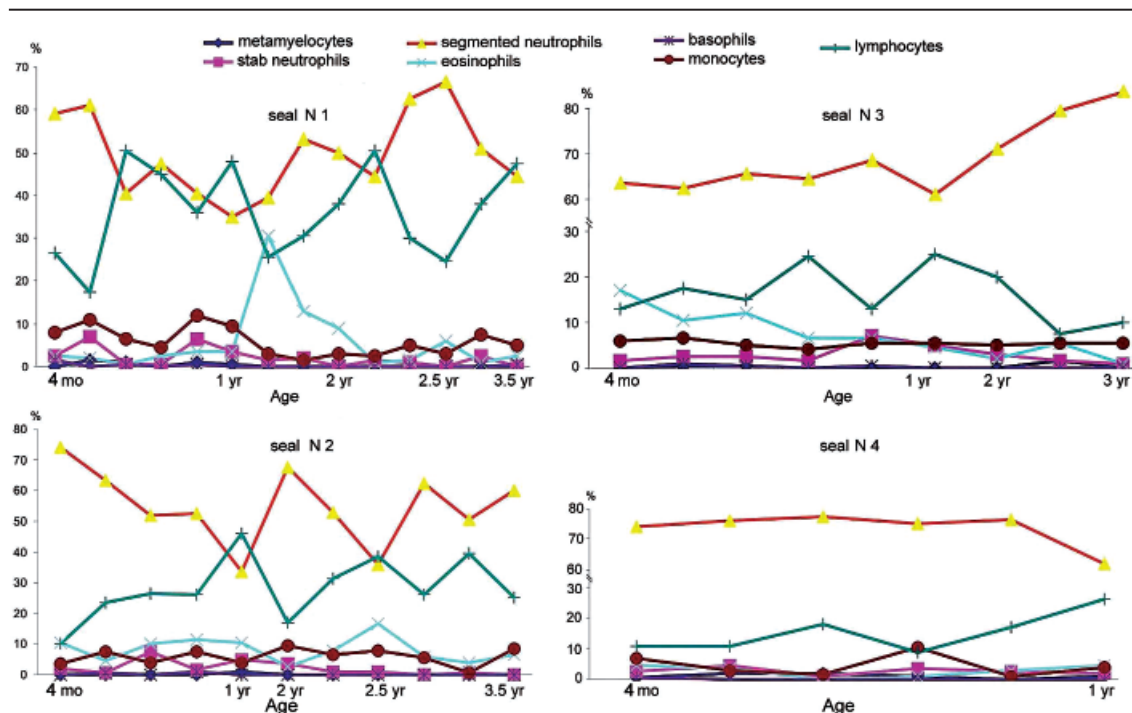 metamyelocytes segmented neutrophils basophils lymphocytes
stab neutrophils eosinophils monocytes
%
70
60
50
40
30
20
10
0
seal N 1
4 mo 1 yr 2 yr 2.5 yr 3.5 yr
Age
%
80
70
60
30
20
10
0
seal N 3
4 mo 1 yr 2 yr 3 yr
Age
%
80
70
60
50
40
30
20
10
0
seal N 2
4 mo 1 yr 2 yr 2.5 yr 3.5 yr
Age
seal N 4
%
80
70
60
30
20
10
0
4 mo 1 yr
Age